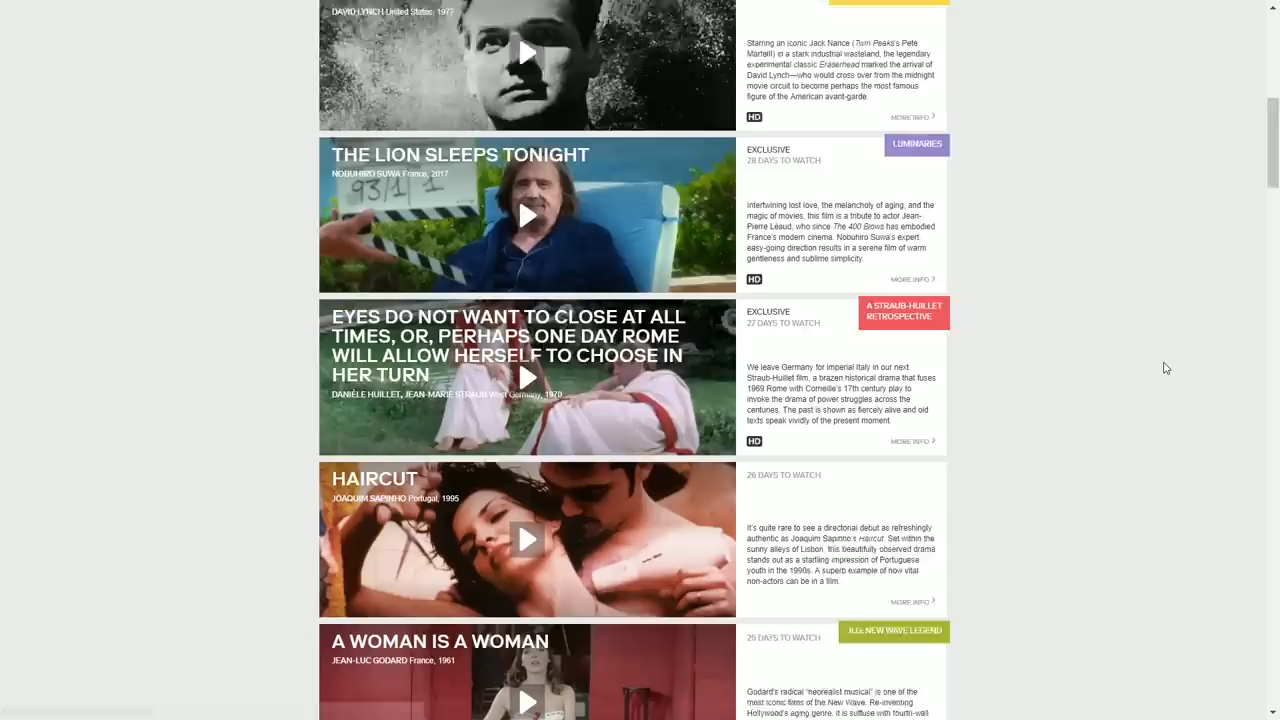 DAVID LYNCH United States, 1977
Starring an iconic Jack Nance (Twin Peaks's Pete
Martell) in a stark industrial wasteland, the legendary
experimental classic Eraserhead marked the arrival of
David Lynch—who would cross over from the midnight
movie circuit to become perhaps the most famous
figure of the American avant-garde.
HD
MORE INFO
THE LION SLEEPS TONIGHT
NOBUHIRO SUWA France, 2017
93/1 1
EXCLUSIVE
28 DAYS TO WATCH
LUMINARIES
Intertwining lost love, the melancholy of aging, and the
magic of movies, this film is a tribute to actor Jean-
Pierre Léaud, who since The 400 Blows has embodied
France's modern cinema. Nobuhiro Suwa's expert
easy-going direction results in a serene film of warm
gentleness and sublime simplicity.
HD
MORE INFO
EYES DO NOT WANT TO CLOSE AT ALL
TIMES, OR, PERHAPS ONE DAY ROME
WILL ALLOW HERSELF TO CHOOSE IN
HER TURN
DANIÈLE HUILLET, JEAN-MARIE STRAUB West Germany, 1970
EXCLUSIVE
27 DAYS TO WATCH
A STRAUB-HUILLET
RETROSPECTIVE
We leave Germany for imperial Italy in our next
Straub-Huillet film, a brazen historical drama that fuses
1969 Rome with Corneille's 17th century play to
invoke the drama of power struggles across the
centuries. The past is shown as fiercely alive and old
texts speak vividly of the present moment.
HD
MORE INFO
HAIRCUT
JOAQUIM SAPINHO Portugal, 1995
26 DAYS TO WATCH
It's quite rare to see a directorial debut as refreshingly
authentic as Joaquim Sapinho's Haircut. Set within the
sunny alleys of Lisbon, this beautifully observed drama
stands out as a startling impression of Portuguese
youth in the 1990s. A superb example of how vital
non-actors can be in a film.
MORE INFO
A WOMAN IS A WOMAN
JEAN-LUC GODARD France, 1961
25 DAYS TO WATCH
JLG: NEW WAVE LEGEND
Godard's radical "neorealist musical" is one of the
most iconic films of the New Wave. Re-inventing
Hollywood's aging genre, it is suffuse with fourth-wall